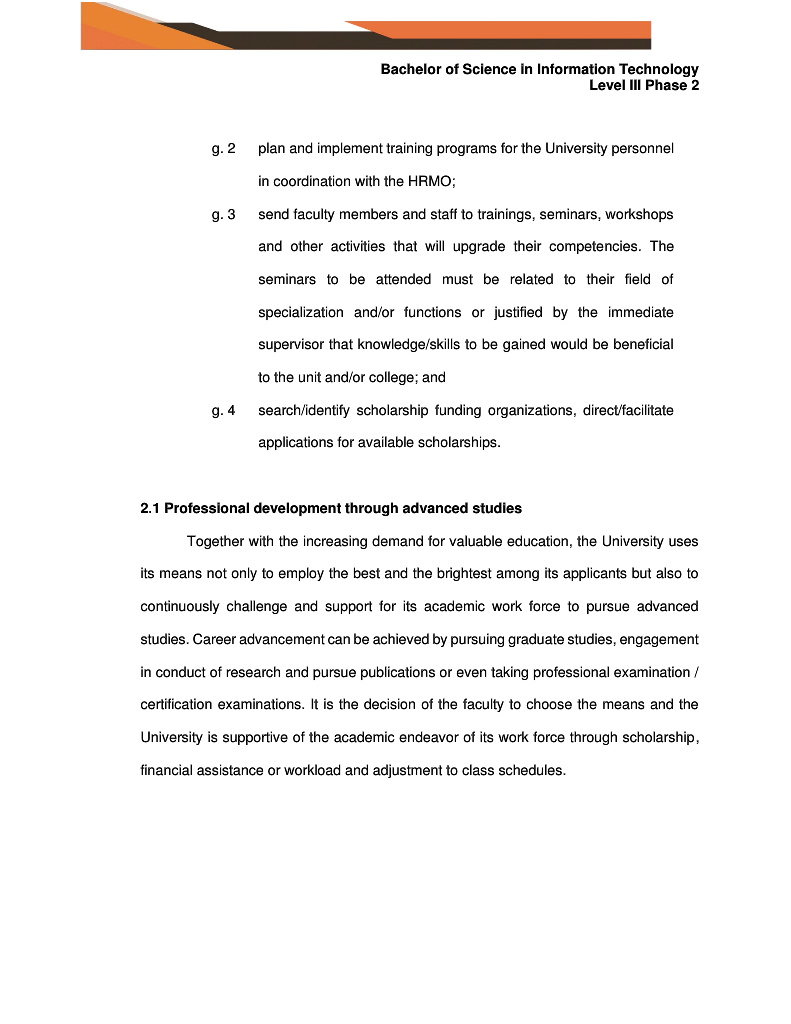 Bachelor of Science in Information Technology
Level III Phase 2
g. 2 plan and implement training programs for the University personnel
in coordination with the HRMO;
g. 3 send faculty members and staff to trainings, seminars, workshops
and other activities that will upgrade their competencies. The
seminars to be attended must be related to their field of
specialization and/or functions or justified by the immediate
supervisor that knowledge/skills to be gained would be beneficial
to the unit and/or college; and
g. 4 search/identify scholarship funding organizations, direct/facilitate
applications for available scholarships.
2.1 Professional development through advanced studies
Together with the increasing demand for valuable education, the University uses
its means not only to employ the best and the brightest among its applicants but also to
continuously challenge and support for its academic work force to pursue advanced
studies. Career advancement can be achieved by pursuing graduate studies, engagement
in conduct of research and pursue publications or even taking professional examination /
certification examinations. It is the decision of the faculty to choose the means and the
University is supportive of the academic endeavor of its work force through scholarship,
financial assistance or workload and adjustment to class schedules.